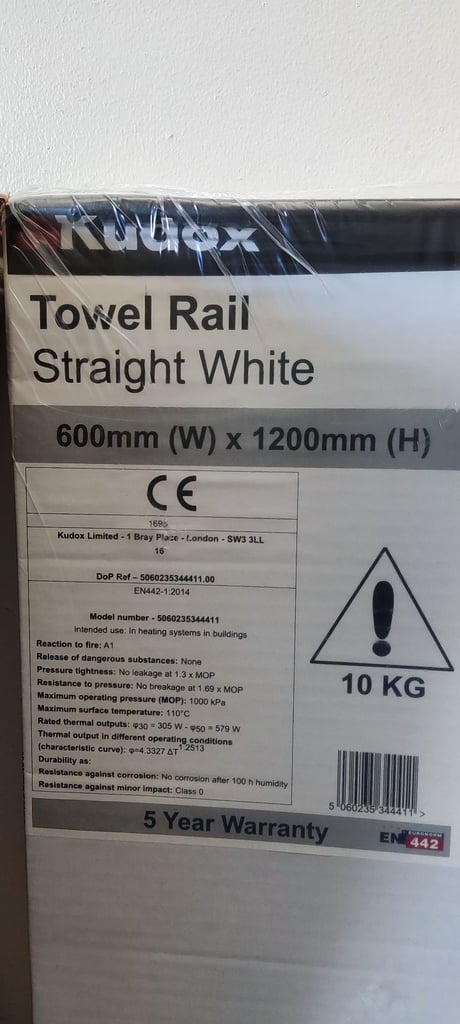 Kudox
Towel Rail
Straight White
600mm (W) x 1200mm (H)
CE
Kudox Limited - 1 Bray Place - London - SW3 3LL
16
DoP Ref – 5060235344411.00
EN442-1:2014
Model number - 5060235344411
Intended use: In heating systems in buildings
Reaction to fire: A1
Release of dangerous substances: None
Pressure tightness: No leakage at 1.3 x MOP
Resistance to pressure: No breakage at 1.69 x MOP
Maximum operating pressure (MOP): 1000 kPa
Maximum surface temperature: 110°C
Rated thermal outputs: φ30 = 305 W - φ50 = 579 W
Thermal output in different operating conditions
(characteristic curve): φ=4.3327 ΔT^1.2513
Durability as:
Resistance against corrosion: No corrosion after 100 h humidity
Resistance against minor impact: Class 0
10 KG
5 060235 344411 >
5 Year Warranty
EN EURONORM 442